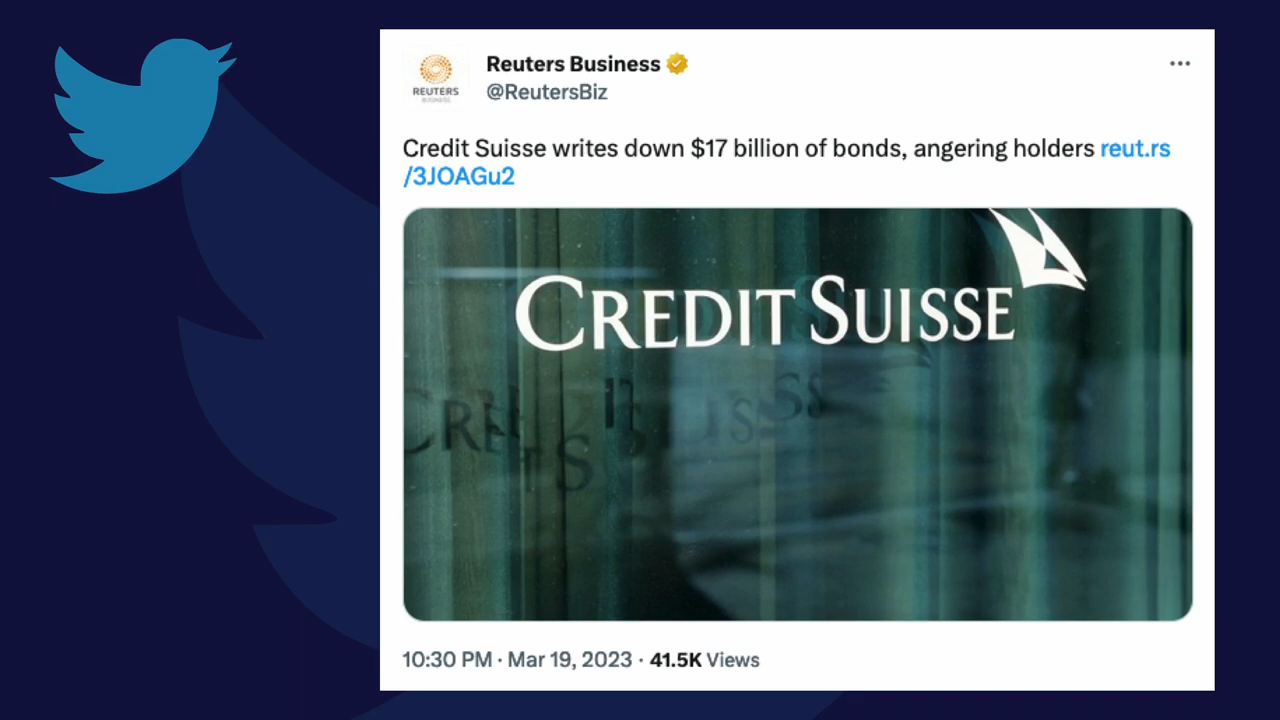 Reuters Business
@ReutersBiz
REUTERS
BUSINESS
Credit Suisse writes down $17 billion of bonds, angering holders reut.rs
/3JOAGu2
CREDIT SUISSE
10:30 PM · Mar 19, 2023 · 41.5K Views